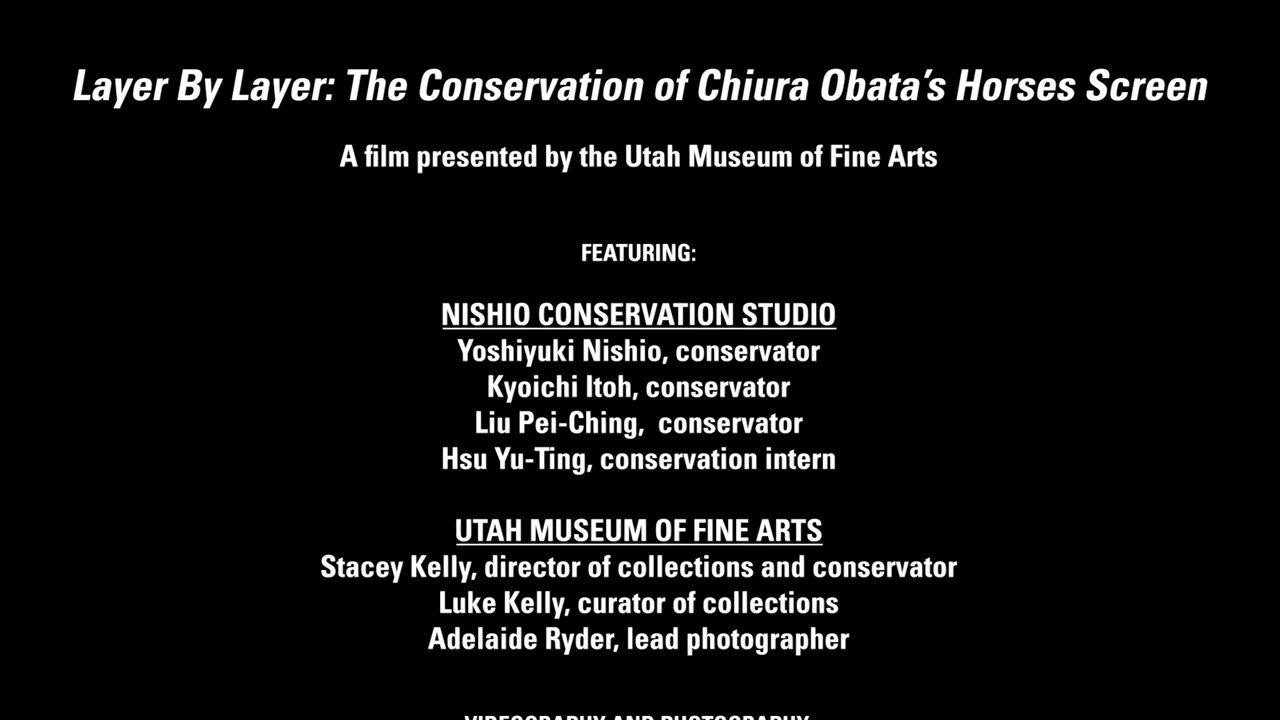 Layer By Layer: The Conservation of Chiura Obata's Horses Screen
A film presented by the Utah Museum of Fine Arts
FEATURING:
NISHIO CONSERVATION STUDIO
Yoshiyuki Nishio, conservator
Kyoichi Itoh, conservator
Liu Pei-Ching,  conservator
Hsu Yu-Ting, conservation intern
UTAH MUSEUM OF FINE ARTS
Stacey Kelly, director of collections and conservator
Luke Kelly, curator of collections
Adelaide Ryder, lead photographer
VIDEOGRAPHY AND PHOTOGRAPHY